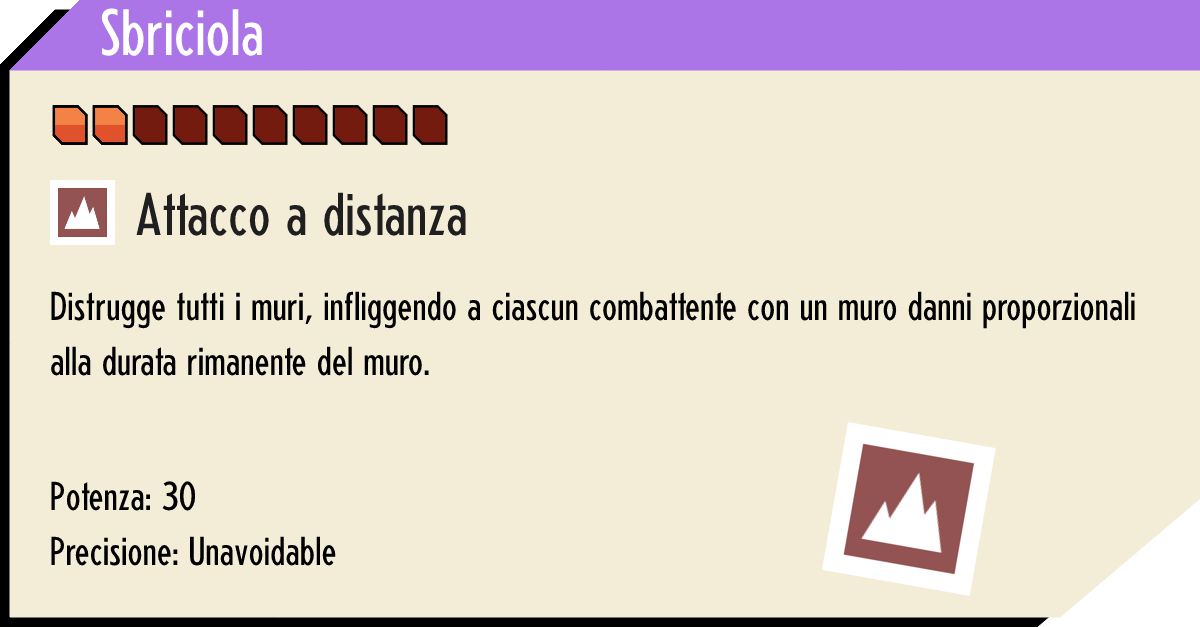 Sbriciola
Attacco a distanza
Distrugge tutti i muri, infliggendo a ciascun combattente con un muro danni proporzionali
alla durata rimanente del muro.
Potenza: 30
Precisione: Unavoidable